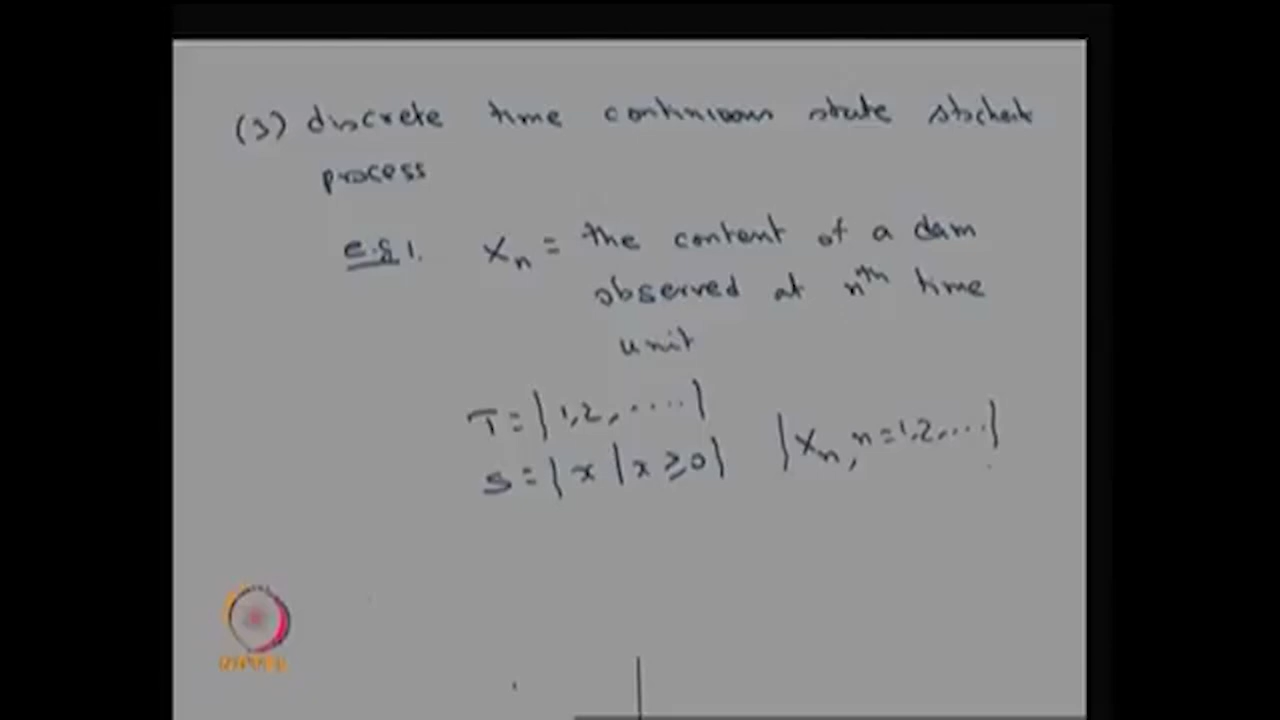 (3) discrete time continuous state stochastic
process
e.g 1. Xn = the content of a dam
observed at nth time
unit
T = {1,2, .....}
S = {x | x ≥ 0} {Xn, n = 1,2, ...}
NPTEL